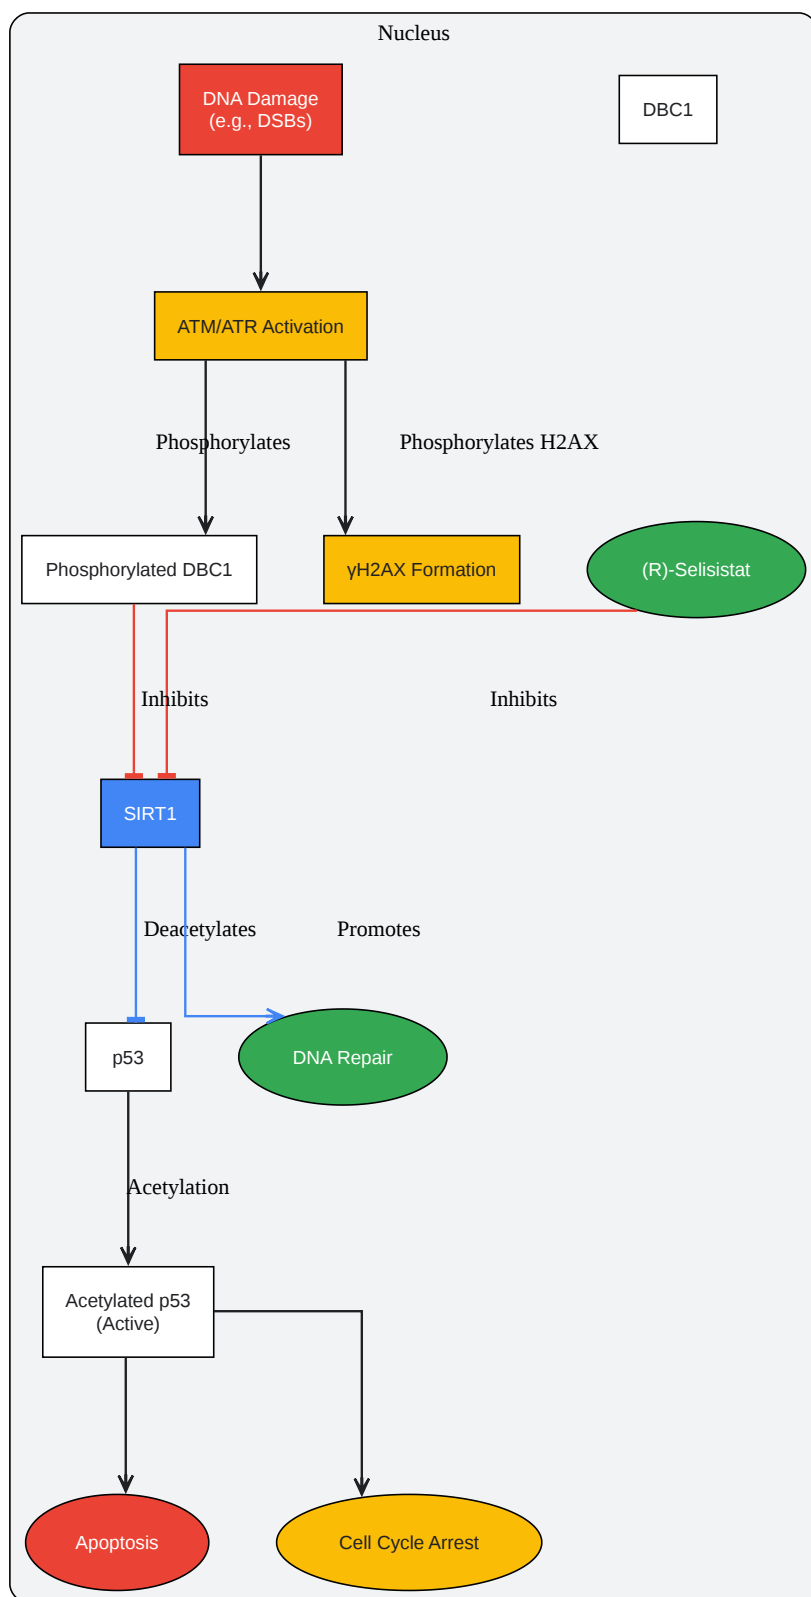 Nucleus
DNA Damage
(e.g., DSBs)
DBC1
ATM/ATR Activation
Phosphorylates
Phosphorylates H2AX
Phosphorylated DBC1
γH2AX Formation
(R)-Selisistat
Inhibits
Inhibits
SIRT1
Deacetylates
Promotes
p53
DNA Repair
Acetylation
Acetylated p53
(Active)
Apoptosis
Cell Cycle Arrest